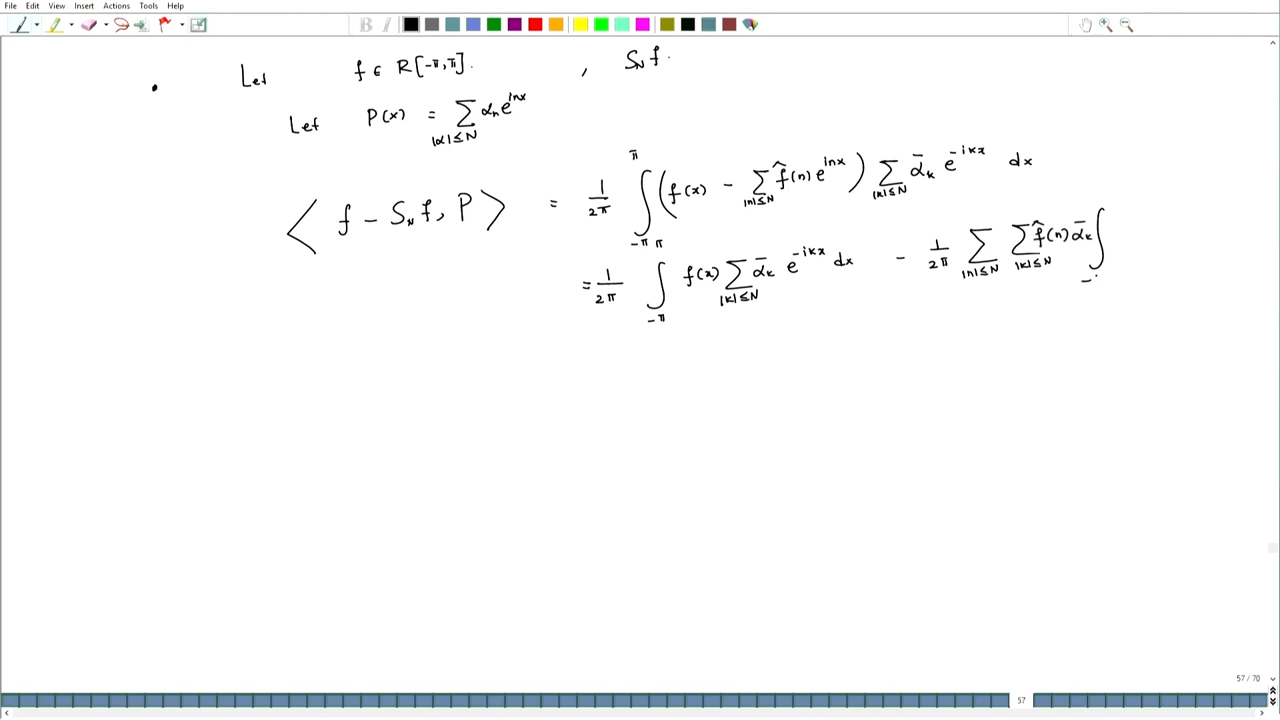 File Edit View Insert Actions Tools Help
B I
• Let f ∈ R[-π,π]. , S_N f.
Let P(x) = ∑_{|α|≤N} α_n e^{inx}
⟨ f - S_N f, P ⟩ = 1/2π ∫_{-π}^{π} ( f(x) - ∑_{|n|≤N} f̂(n) e^{inx} ) ∑_{|k|≤N} ᾱ_k e^{-ikx} dx
= 1/2π ∫_{-π}^{π} f(x) ∑_{|k|≤N} ᾱ_k e^{-ikx} dx - 1/2π ∑_{|n|≤N} ∑_{|k|≤N} f̂(n) ᾱ_k ∫_-
57 / 70
57